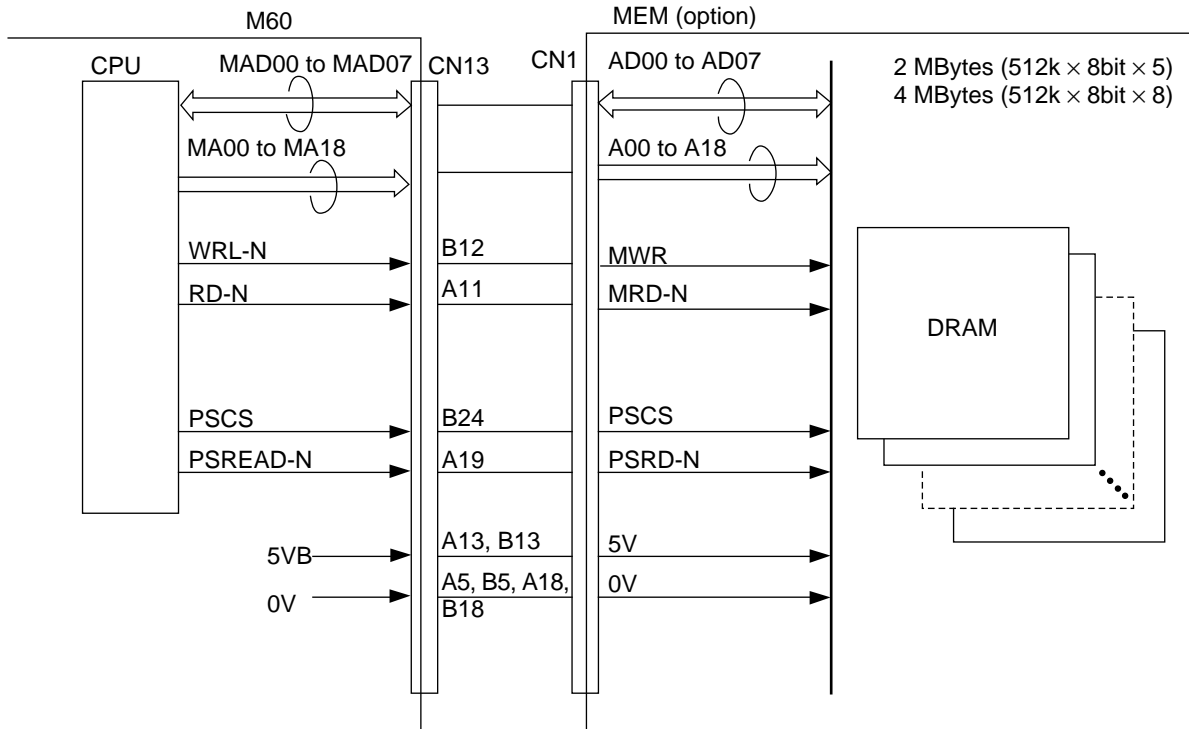 M60
MEM (option)
CPU
MAD00 to MAD07
CN13
CN1
AD00 to AD07
2 MBytes (512k × 8bit × 5)
4 MBytes (512k × 8bit × 8)
MA00 to MA18
A00 to A18
WRL-N
B12
MWR
RD-N
A11
MRD-N
DRAM
PSCS
B24
PSCS
PSREAD-N
A19
PSRD-N
5VB
A13, B13
5V
0V
A5, B5, A18,
B18
0V